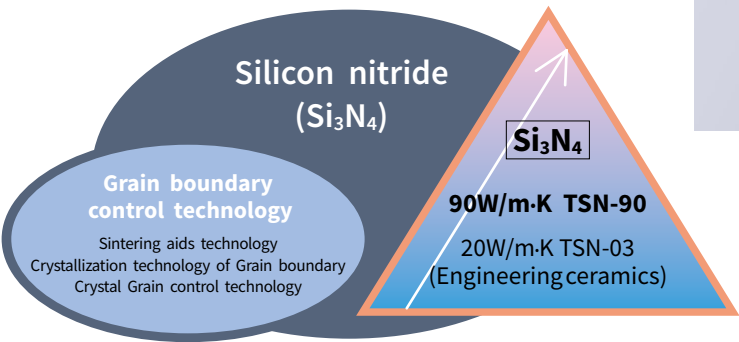 Silicon nitride
(Si₃N₄)
Grain boundary
control technology
Sintering aids technology
Crystallization technology of Grain boundary
Crystal Grain control technology
Si₃N₄
90W/m·K TSN-90
20W/m·K TSN-03
(Engineering ceramics)